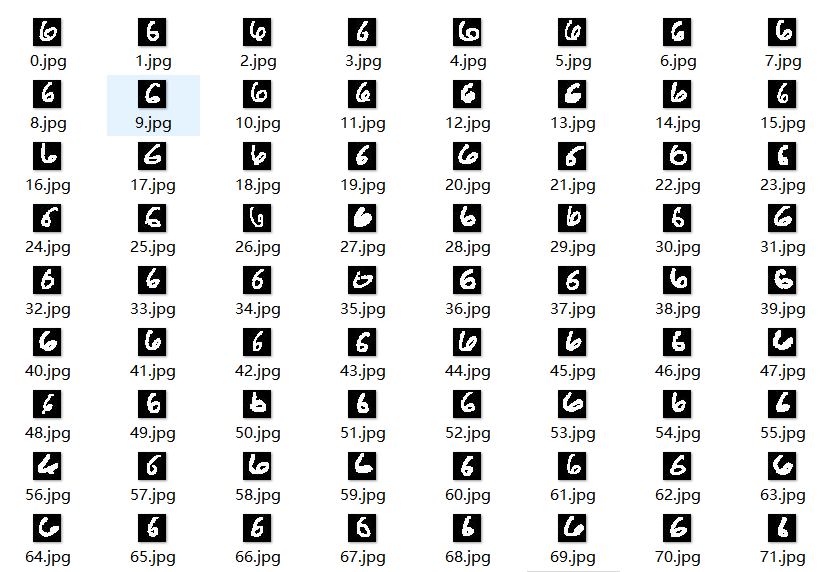 6 6 6 6 6 6 6 6
0.jpg 1.jpg 2.jpg 3.jpg 4.jpg 5.jpg 6.jpg 7.jpg
6 6 6 6 6 6 6 6
8.jpg 9.jpg 10.jpg 11.jpg 12.jpg 13.jpg 14.jpg 15.jpg
6 6 6 6 6 6 6 6
16.jpg 17.jpg 18.jpg 19.jpg 20.jpg 21.jpg 22.jpg 23.jpg
6 6 6 6 6 6 6
24.jpg 25.jpg 26.jpg 27.jpg 28.jpg 29.jpg 30.jpg 31.jpg
6 6 6 6 6 6 6
32.jpg 33.jpg 34.jpg 35.jpg 36.jpg 37.jpg 38.jpg 39.jpg
6 6 6 6 6 6 6 6
40.jpg 41.jpg 42.jpg 43.jpg 44.jpg 45.jpg 46.jpg 47.jpg
6 6 6 6 6 6 6 6
48.jpg 49.jpg 50.jpg 51.jpg 52.jpg 53.jpg 54.jpg 55.jpg
6 6 6 6 6 6 6 6
56.jpg 57.jpg 58.jpg 59.jpg 60.jpg 61.jpg 62.jpg 63.jpg
6 6 6 6 6 6 6 6
64.jpg 65.jpg 66.jpg 67.jpg 68.jpg 69.jpg 70.jpg 71.jpg